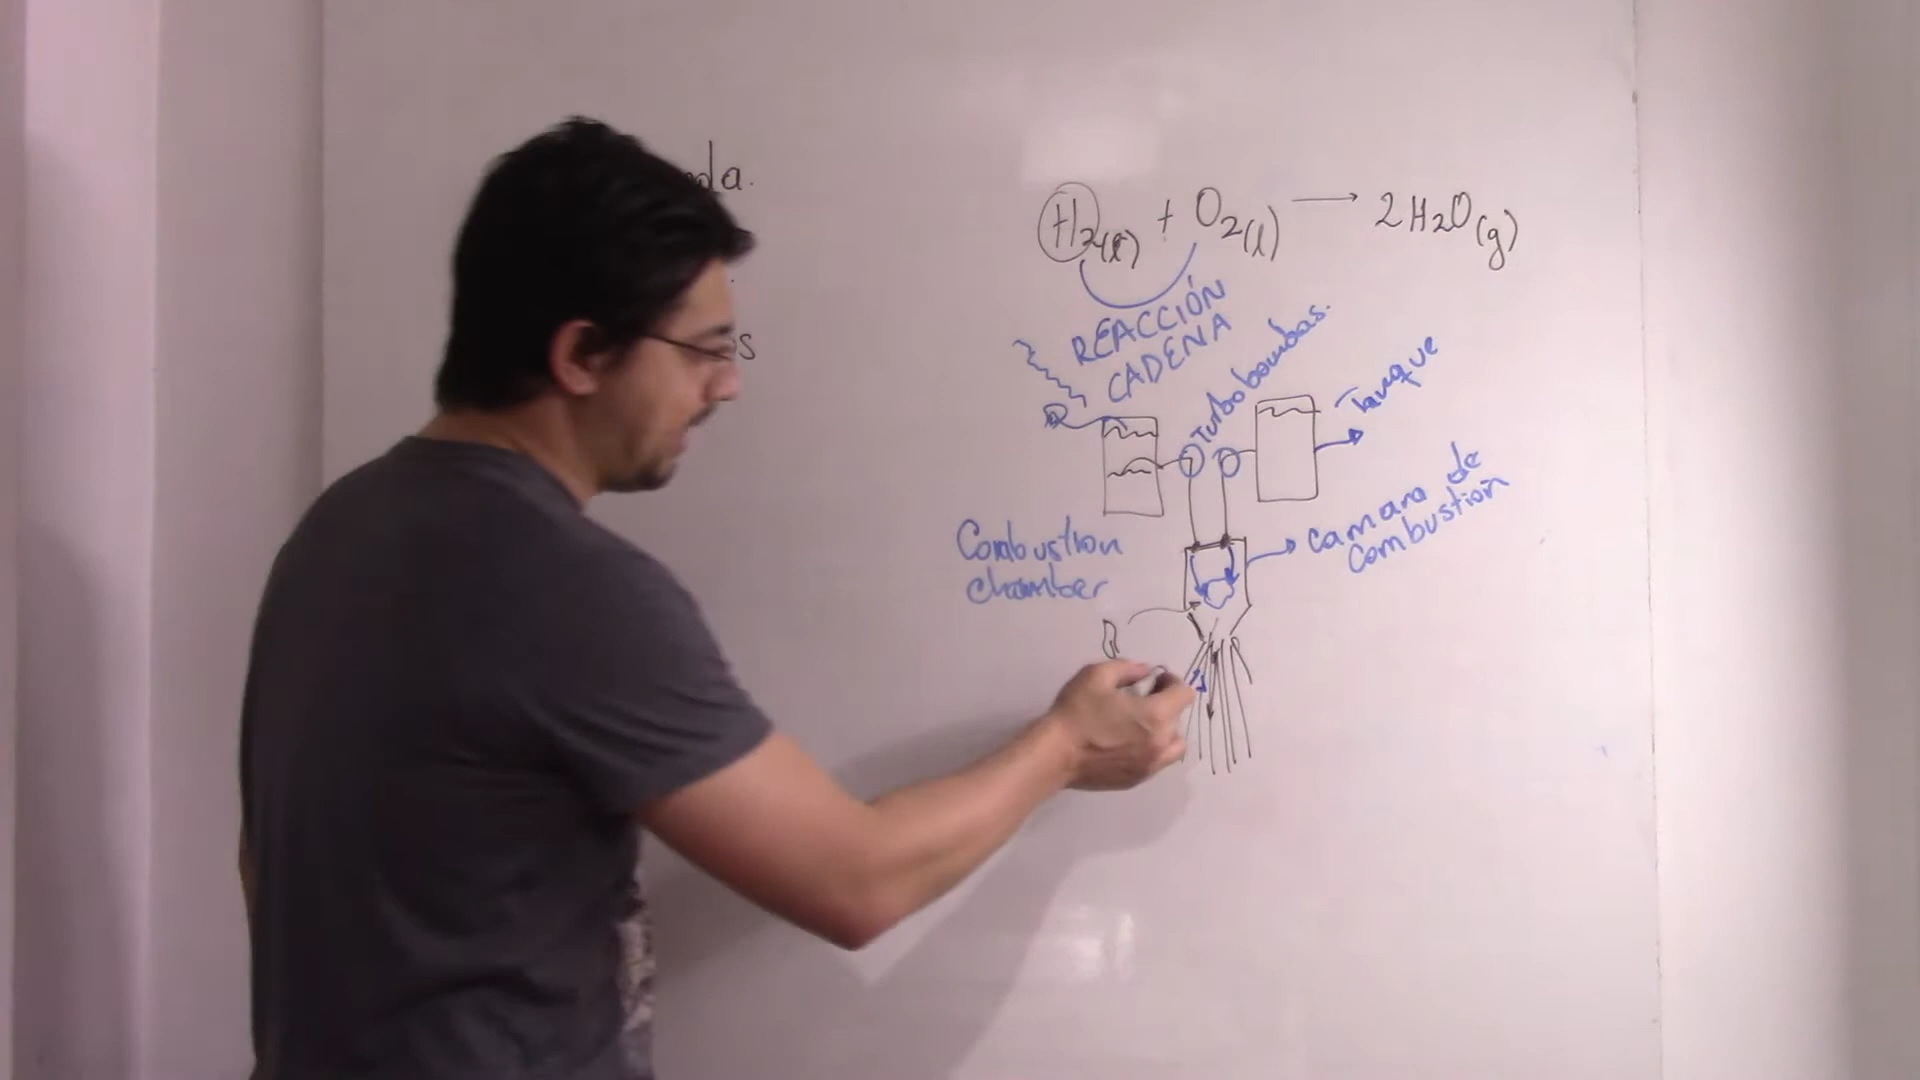 H2(l) + O2(l) → 2H2O(g)
REACCIÓN
CADENA
Turbobombas.
Tanque
Camara de
Combustion
Combustion
chamber
Q